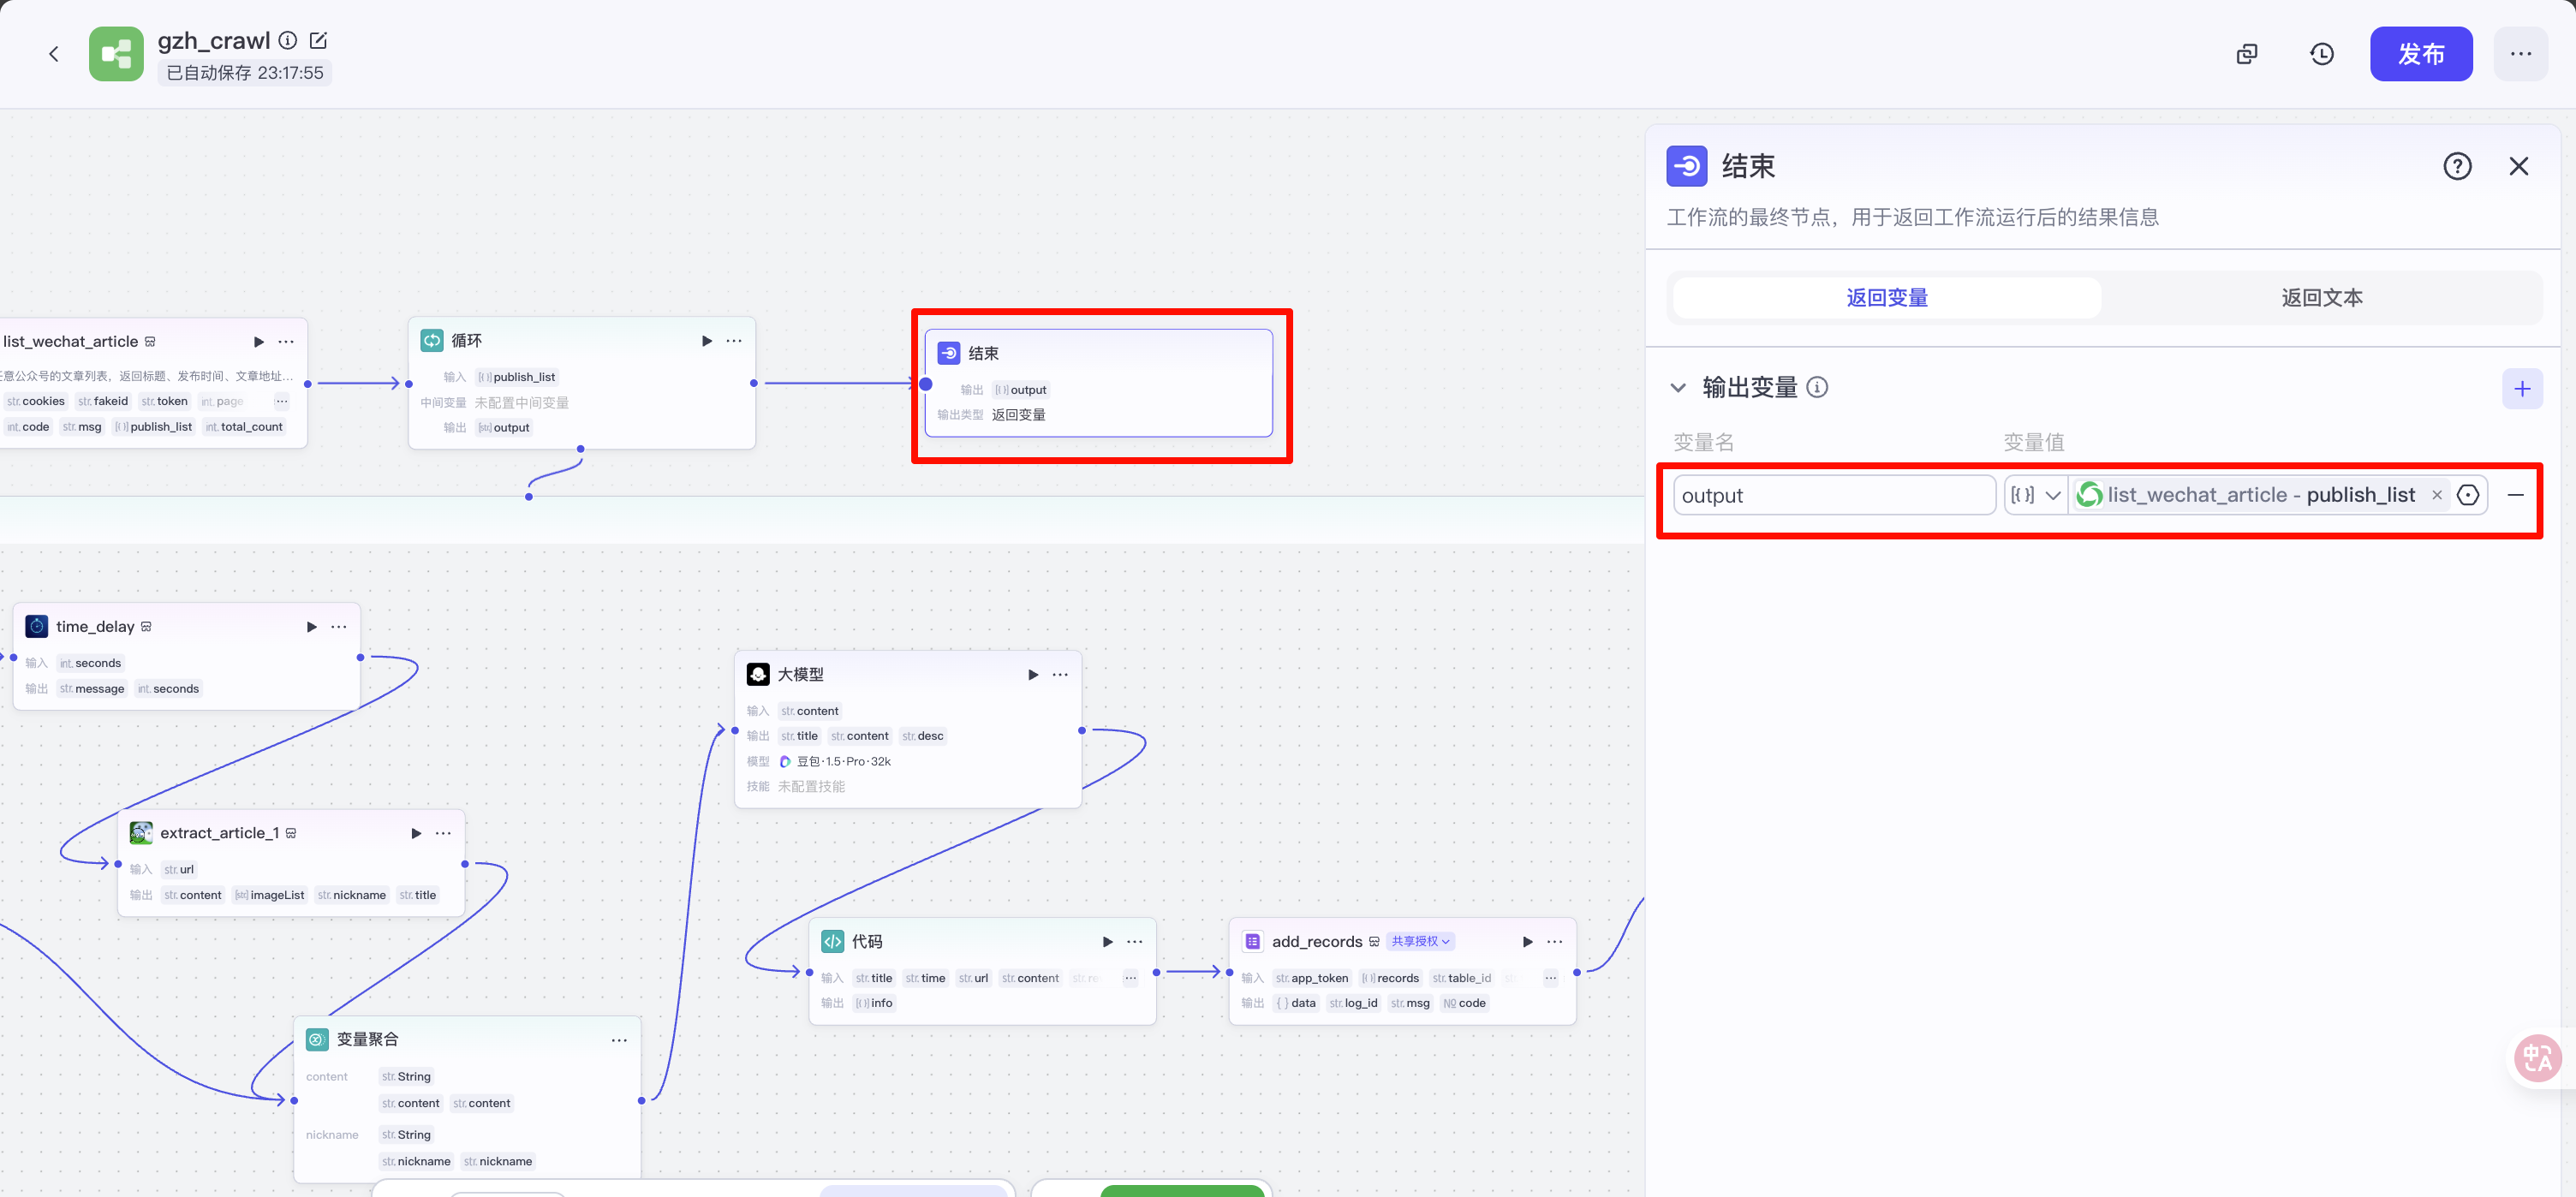 gzh_crawl
已自动保存 23:17:55
发布
list_wechat_article
意公众号的文章列表，返回标题、发布时间、文章地址...
str. cookies str. fakeid str. token int. page ...
int. code str. msg [{}] publish_list int. total_count
循环
输入 [{}] publish_list
中间变量 未配置中间变量
输出 [str] output
结束
输出 [{}] output
输出类型 返回变量
time_delay
输入 int. seconds
输出 str. message int. seconds
extract_article_1
输入 str. url
输出 str. content [str] imageList str. nickname str. title
变量聚合
content str. String
str. content str. content
nickname str. String
str. nickname str. nickname
大模型
输入 str. content
输出 str. title str. content str. desc
模型 豆包·1.5·Pro·32k
技能 未配置技能
代码
输入 str. title str. time str. url str. content str. re ...
输出 [{}] info
add_records 共享授权
输入 str. app_token [{}] records str. table_id ...
输出 { } data str. log_id str. msg NO code
结束
工作流的最终节点，用于返回工作流运行后的结果信息
返回变量 返回文本
输出变量
变量名 变量值
output [{}] list_wechat_article - publish_list
中 A